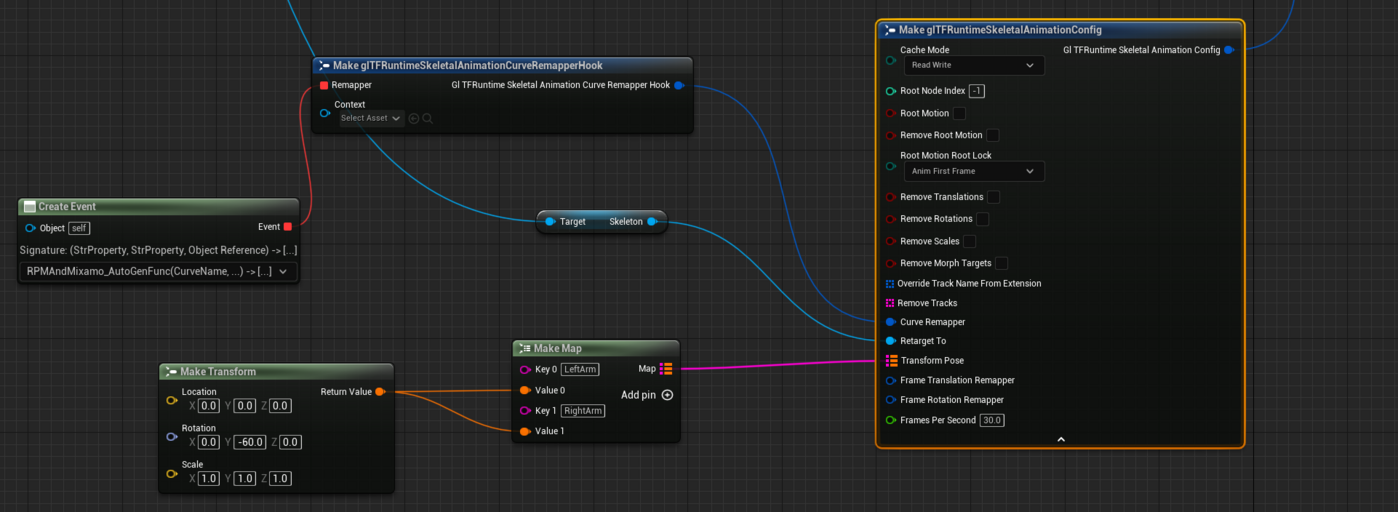 Make glTFRuntimeSkeletalAnimationCurveRemapperHook
Remapper
Gl TFRuntime Skeletal Animation Curve Remapper Hook
Context
Select Asset
Create Event
Object self
Event
Signature: (StrProperty, StrProperty, Object Reference) -> [...]
RPMAndMixamo_AutoGenFunc(CurveName, ...) -> [...]
Target Skeleton
Make Transform
Location
Return Value
X 0.0 Y 0.0 Z 0.0
Rotation
X 0.0 Y -60.0 Z 0.0
Scale
X 1.0 Y 1.0 Z 1.0
Make Map
Key 0 LeftArm
Map
Value 0
Add pin
Key 1 RightArm
Value 1
Make glTFRuntimeSkeletalAnimationConfig
Cache Mode
Gl TFRuntime Skeletal Animation Config
Read Write
Root Node Index -1
Root Motion
Remove Root Motion
Root Motion Root Lock
Anim First Frame
Remove Translations
Remove Rotations
Remove Scales
Remove Morph Targets
Override Track Name From Extension
Remove Tracks
Curve Remapper
Retarget To
Transform Pose
Frame Translation Remapper
Frame Rotation Remapper
Frames Per Second 30.0